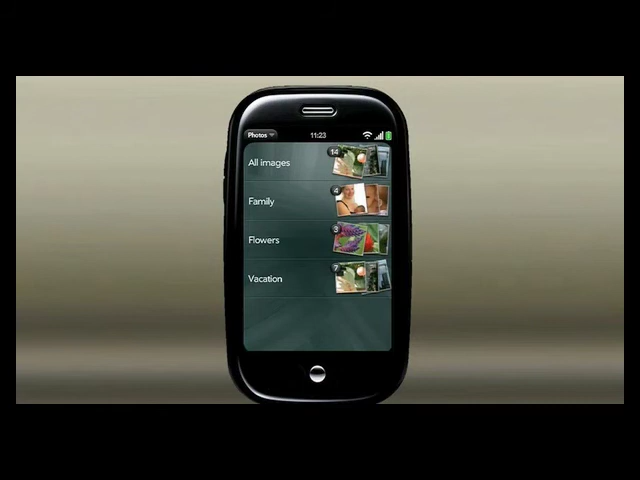 Photos
11:23
All images
14
Family
4
Flowers
3
Vacation
7